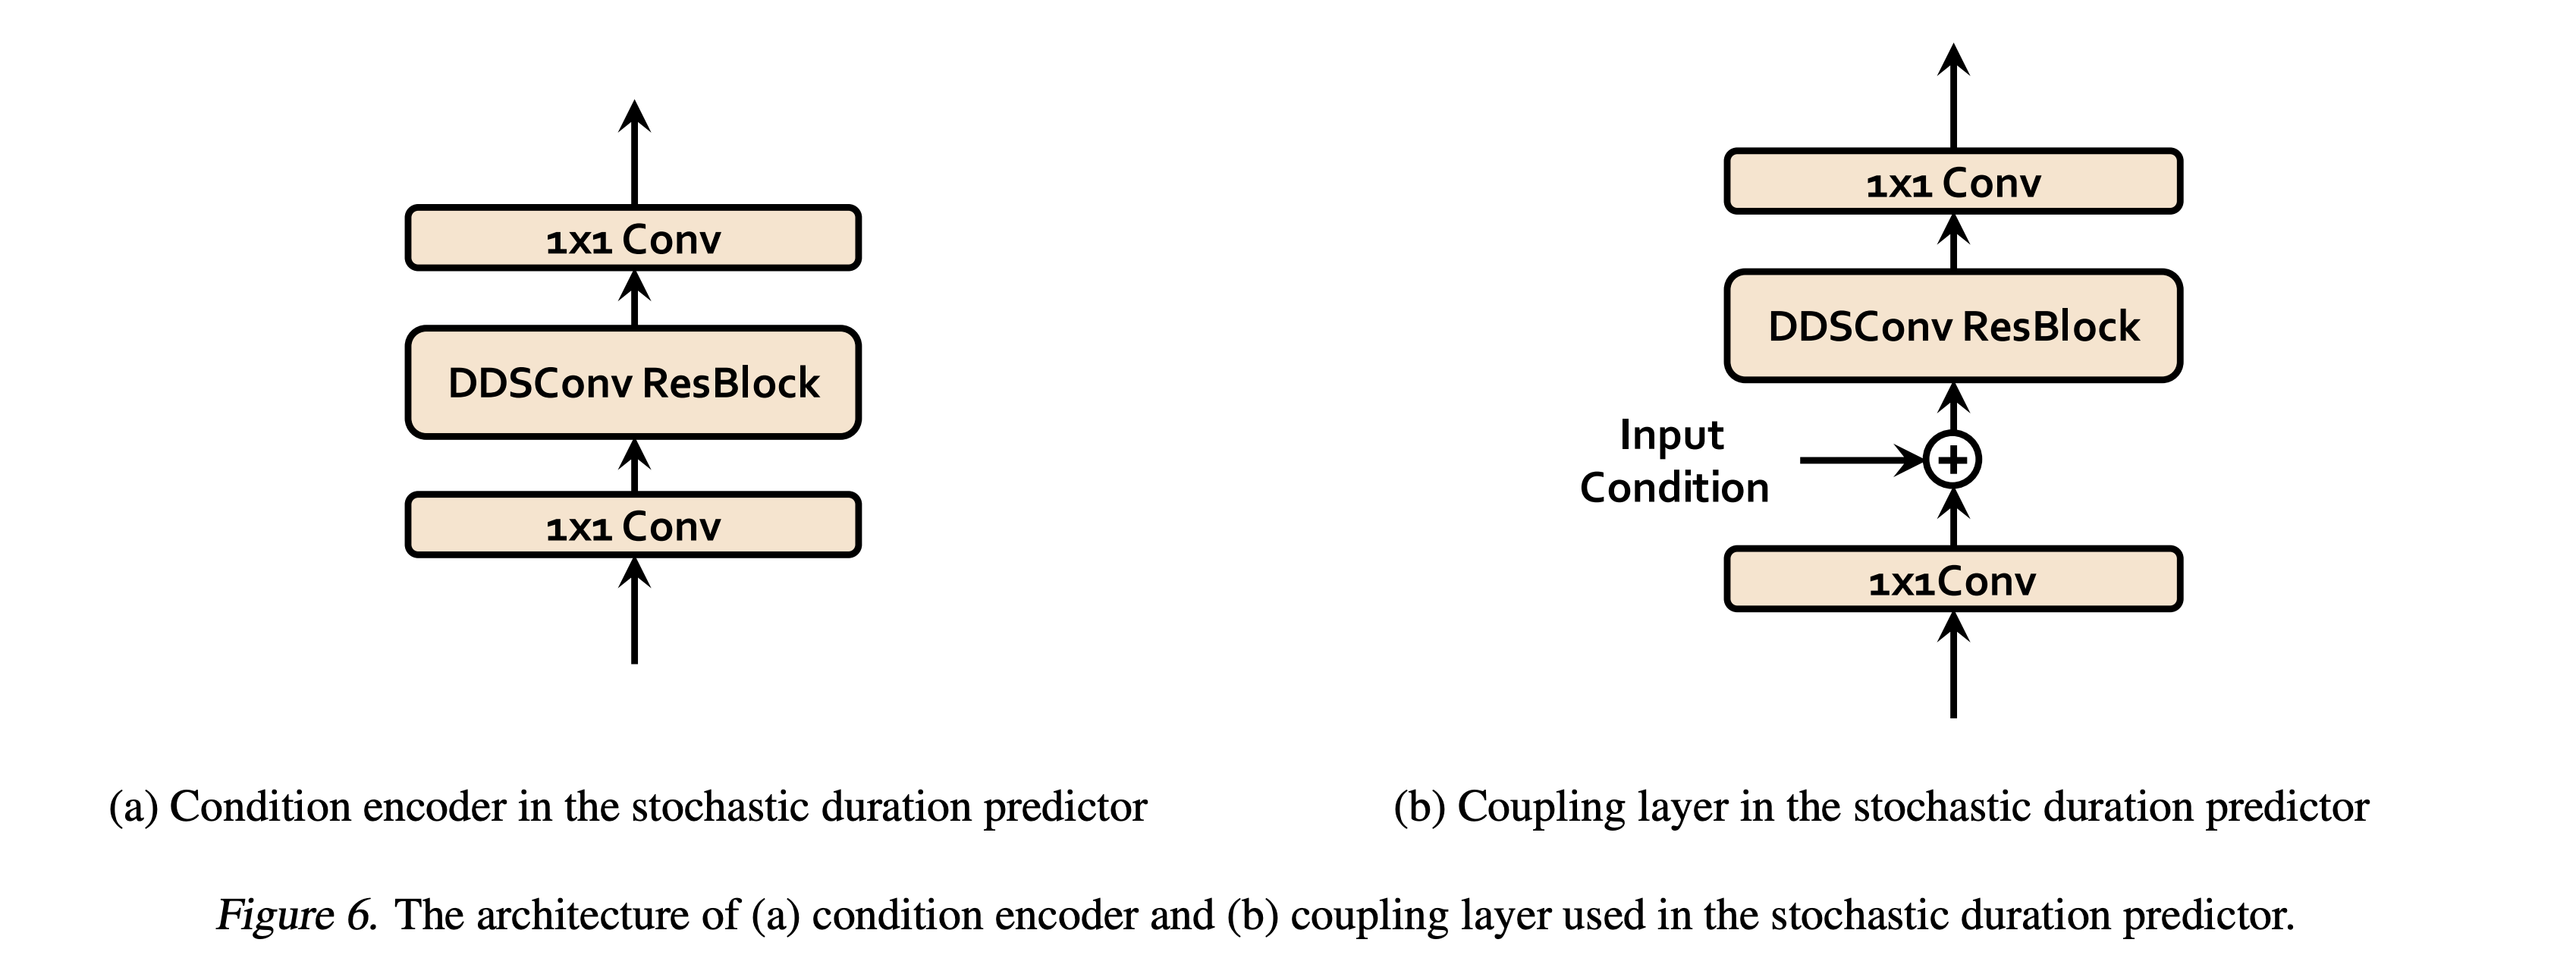 1x1 Conv
DDSConv ResBlock
1x1 Conv
(a) Condition encoder in the stochastic duration predictor
1x1 Conv
DDSConv ResBlock
Input
Condition
1x1Conv
(b) Coupling layer in the stochastic duration predictor
Figure 6. The architecture of (a) condition encoder and (b) coupling layer used in the stochastic duration predictor.